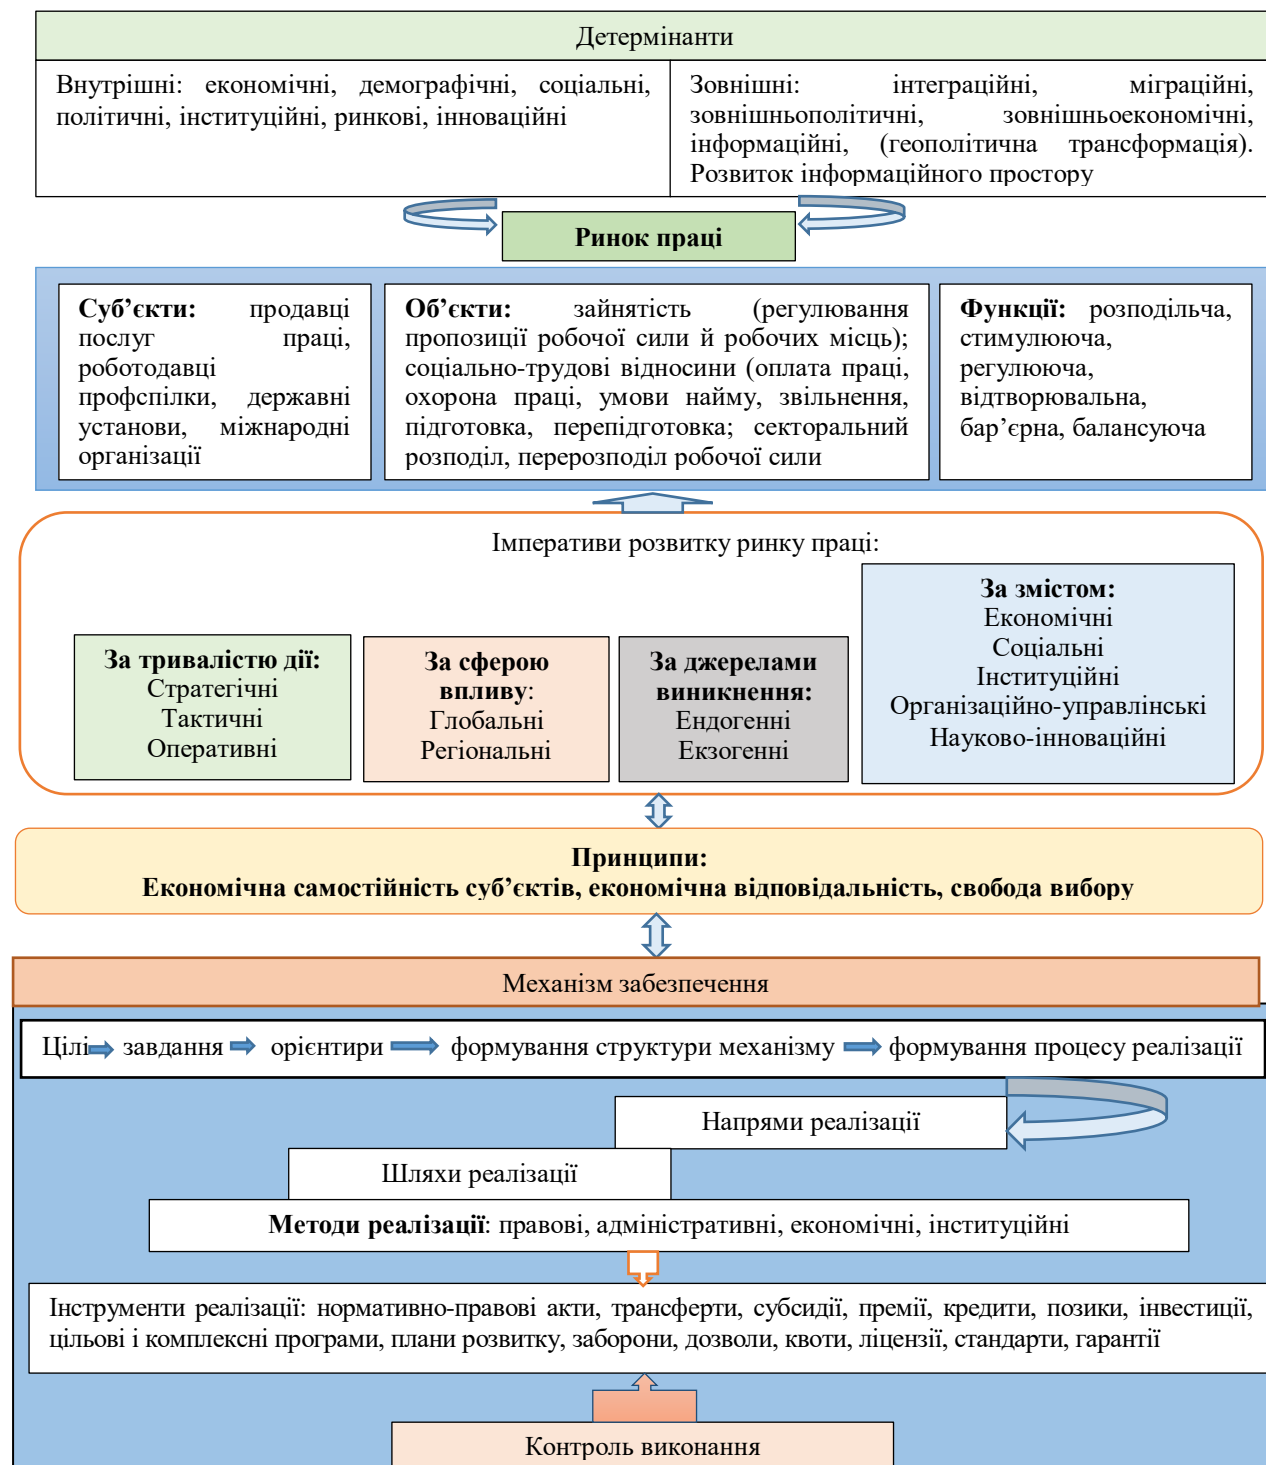 Детермінанти
Внутрішні: економічні, демографічні, соціальні,
політичні, інституційні, ринкові, інноваційні
Зовнішні: інтеграційні, міграційні,
зовнішньополітичні, зовнішньоекономічні,
інформаційні, (геополітична трансформація).
Розвиток інформаційного простору
Ринок праці
Суб’єкти: продавці
послуг праці,
роботодавці
профспілки, державні
установи, міжнародні
організації
Об’єкти: зайнятість (регулювання
пропозиції робочої сили й робочих місць);
соціально-трудові відносини (оплата праці,
охорона праці, умови найму, звільнення,
підготовка, перепідготовка; секторальний
розподіл, перерозподіл робочої сили
Функції: розподільча,
стимулююча,
регулююча,
відтворювальна,
бар’єрна, балансуюча
Імперативи розвитку ринку праці:
За тривалістю дії:
Стратегічні
Тактичні
Оперативні
За сферою
впливу:
Глобальні
Регіональні
За джерелами
виникнення:
Ендогенні
Екзогенні
За змістом:
Економічні
Соціальні
Інституційні
Організаційно-управлінські
Науково-інноваційні
Принципи:
Економічна самостійність суб’єктів, економічна відповідальність, свобода вибору
Механізм забезпечення
Цілі завдання орієнтири формування структури механізму формування процесу реалізації
Напрями реалізації
Шляхи реалізації
Методи реалізації: правові, адміністративні, економічні, інституційні
Інструменти реалізації: нормативно-правові акти, трансферти, субсидії, премії, кредити, позики, інвестиції,
цільові і комплексні програми, плани розвитку, заборони, дозволи, квоти, ліцензії, стандарти, гарантії
Контроль виконання